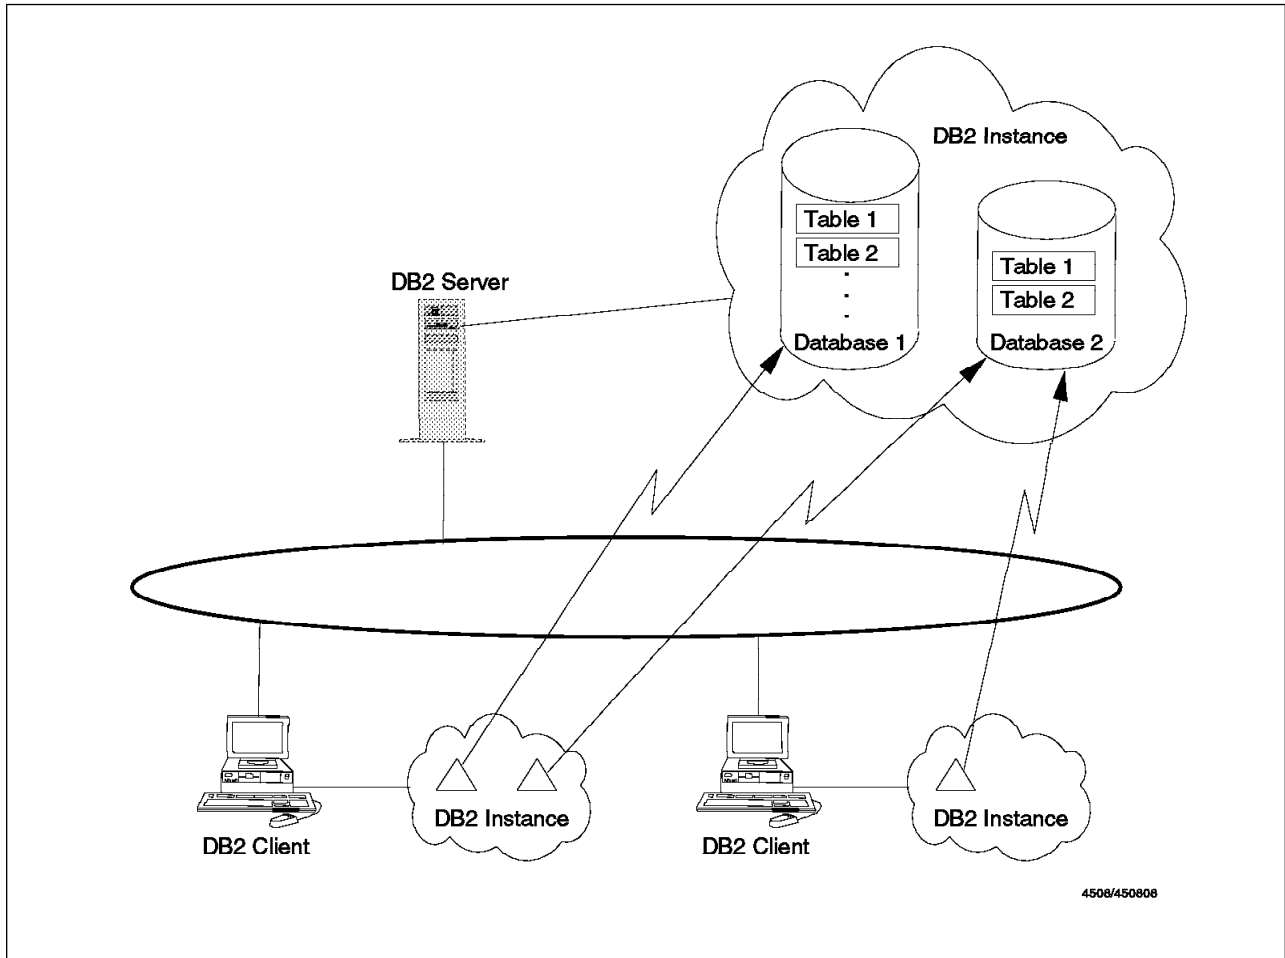 DB2 Instance
Table 1
Table 2
Database 1
Table 1
Table 2
Database 2
DB2 Server
DB2 Client
DB2 Instance
DB2 Client
DB2 Instance
4508/450808